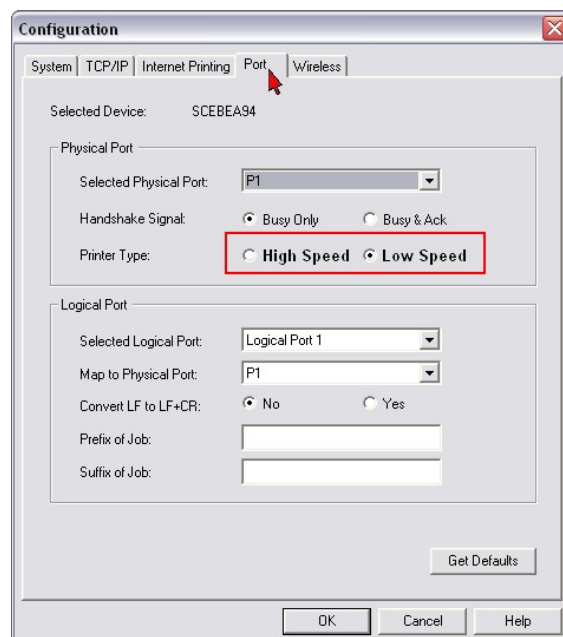 Configuration
System TCP/IP Internet Printing Port Wireless
Selected Device: SCEBEA94
Physical Port
Selected Physical Port: P1
Handshake Signal: Busy Only Busy & Ack
Printer Type: High Speed Low Speed
Logical Port
Selected Logical Port: Logical Port 1
Map to Physical Port: P1
Convert LF to LF+CR: No Yes
Prefix of Job:
Suffix of Job:
Get Defaults
OK Cancel Help